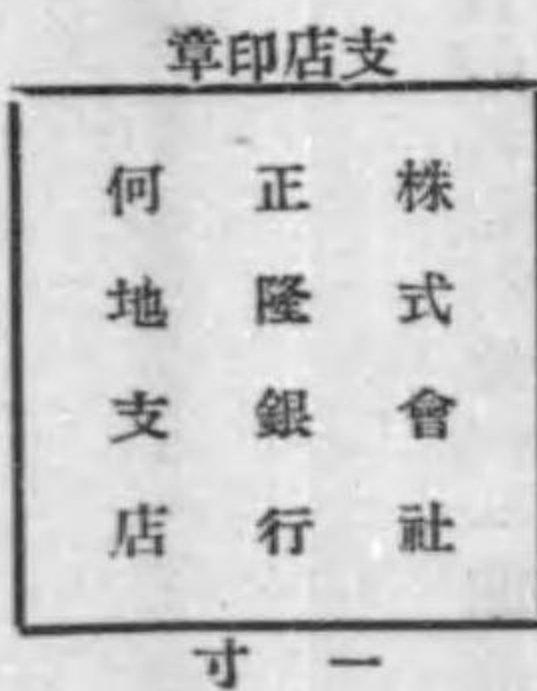 支店印章
株式會社
正隆銀行
何地支店
一寸